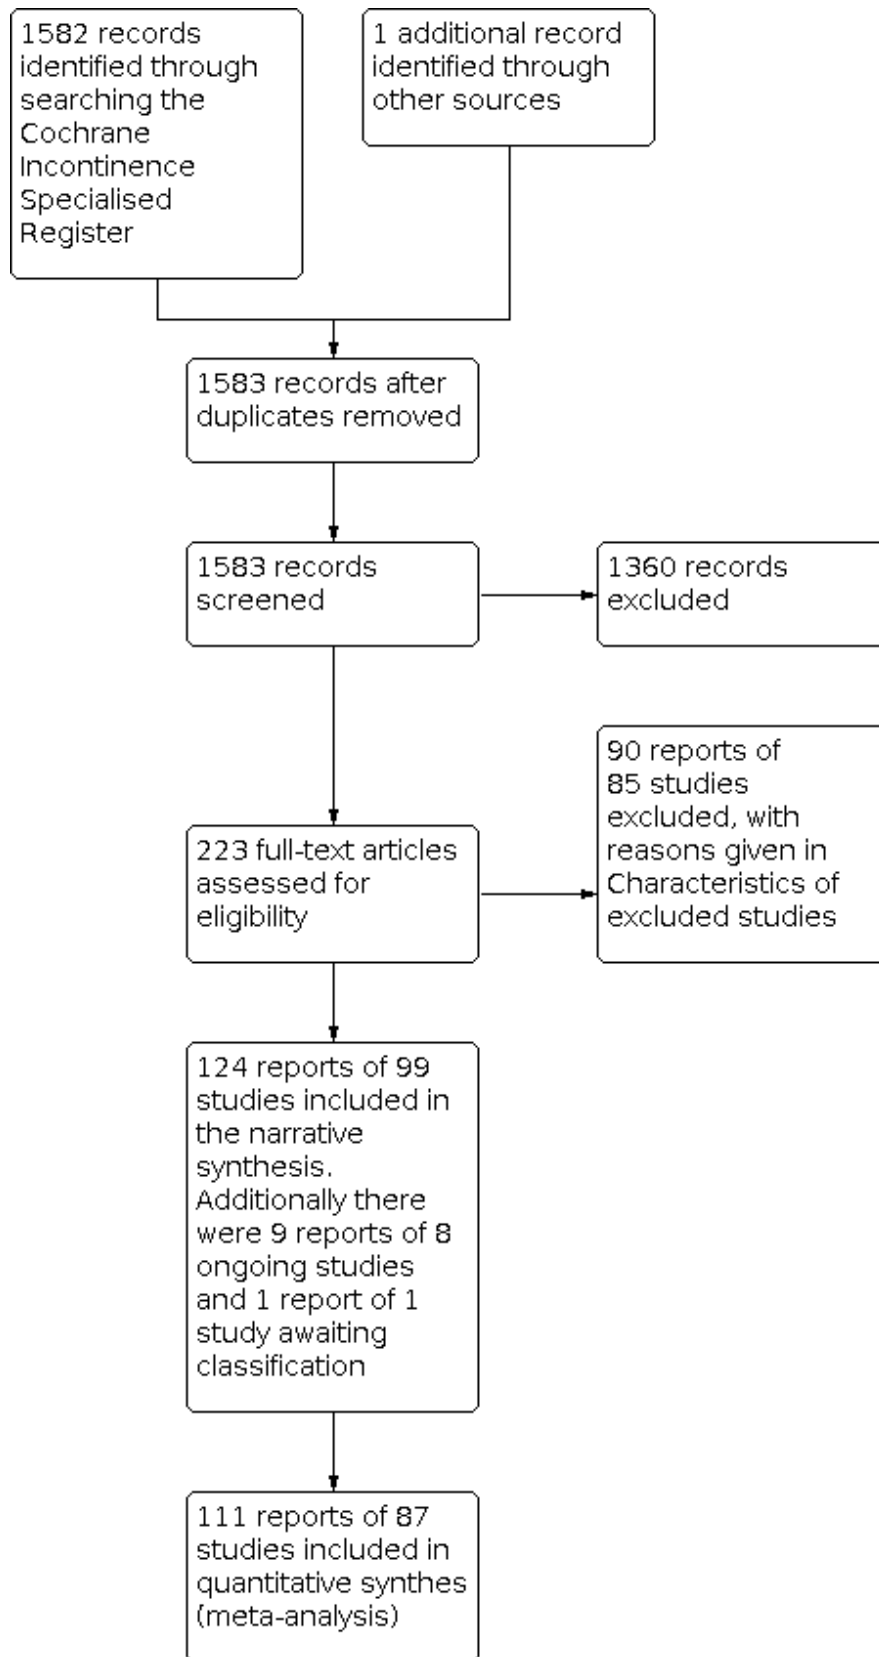 1582 records
identified through
searching the
Cochrane
Incontinence
Specialised
Register
1 additional record
identified through
other sources
1583 records after
duplicates removed
1583 records
screened
1360 records
excluded
223 full-text articles
assessed for
eligibility
90 reports of
85 studies
excluded, with
reasons given in
Characteristics of
excluded studies
124 reports of 99
studies included in
the narrative
synthesis.
Additionally there
were 9 reports of 8
ongoing studies
and 1 report of 1
study awaiting
classification
111 reports of 87
studies included in
quantitative synthes
(meta-analysis)